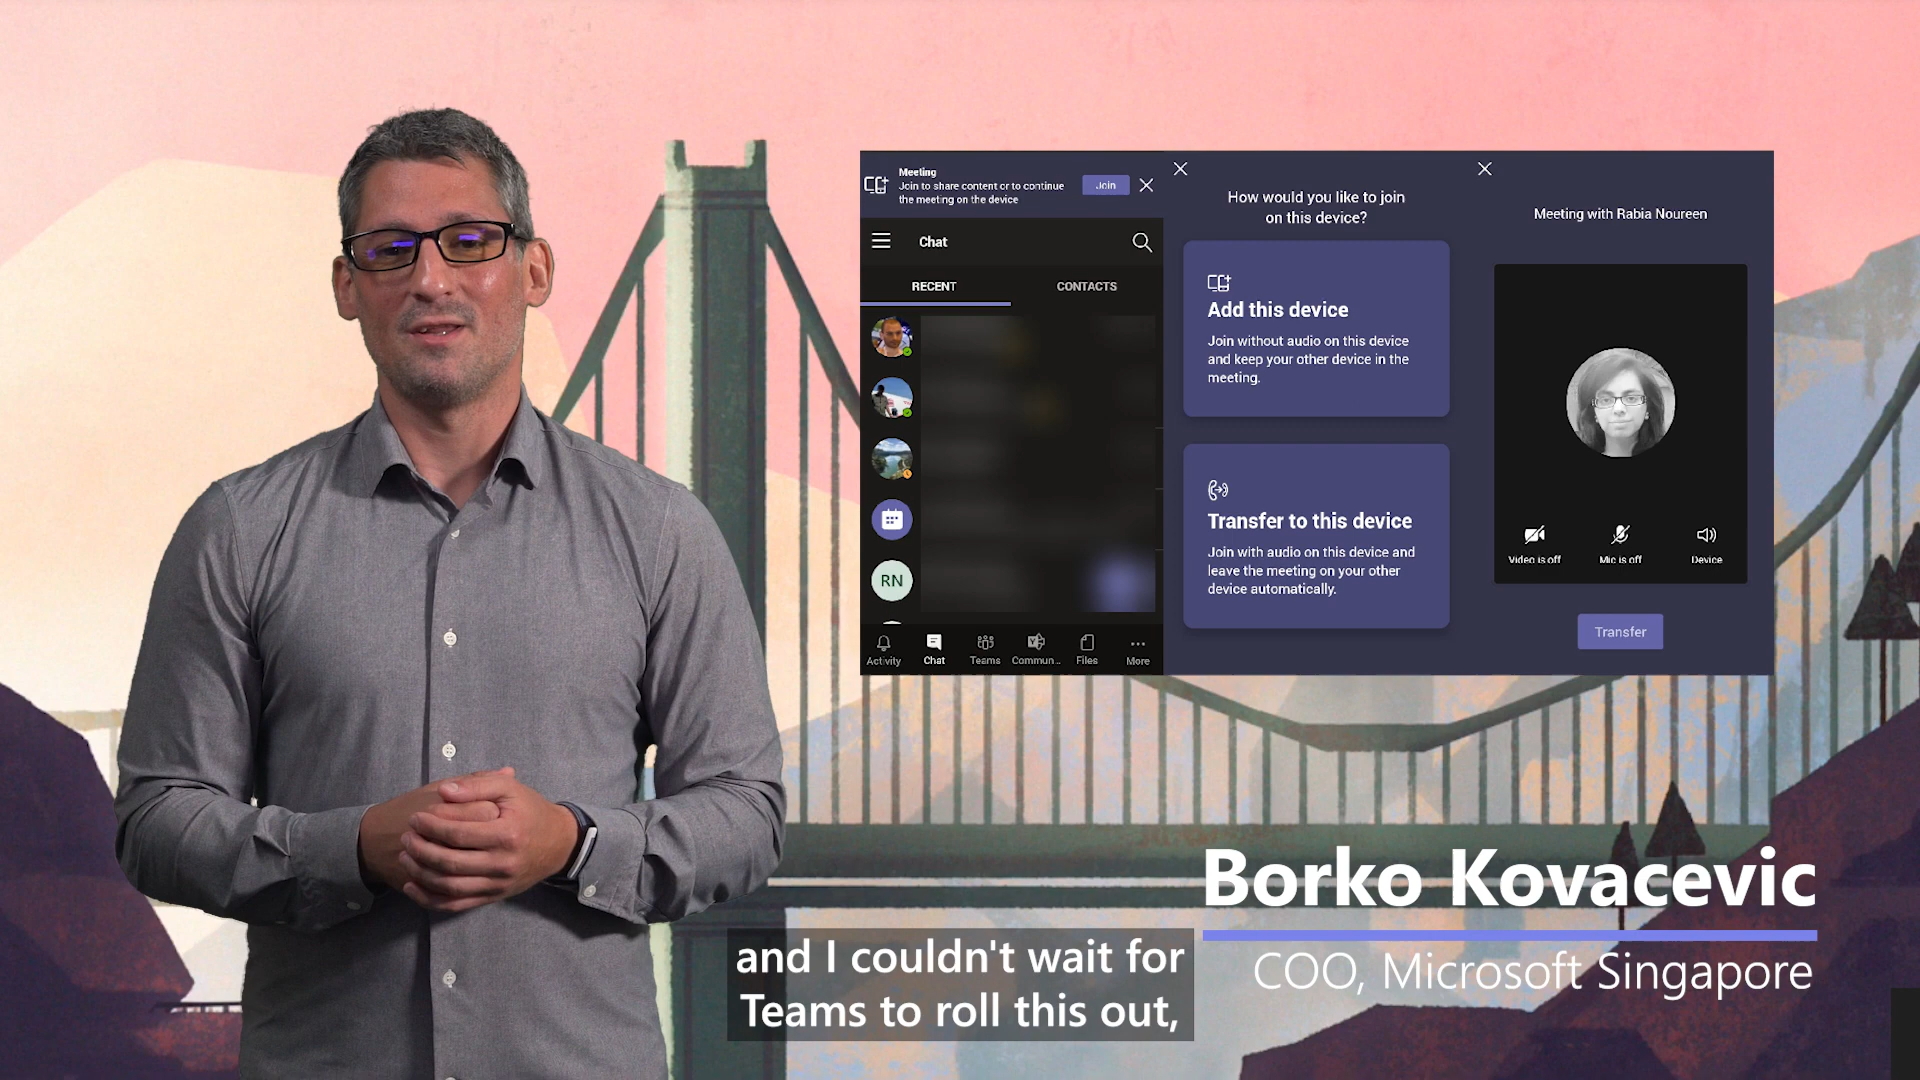 Meeting
Join to share content or to continue
the meeting on the device
Join
Chat
RECENT
CONTACTS
RN
Activity
Chat
Teams
Commun...
Files
More
How would you like to join
on this device?
Add this device
Join without audio on this device
and keep your other device in the
meeting.
Transfer to this device
Join with audio on this device and
leave the meeting on your other
device automatically.
Meeting with Rabia Noureen
Video is off
Mic is off
Device
Transfer
Borko Kovacevic
COO, Microsoft Singapore
and I couldn't wait for
Teams to roll this out,